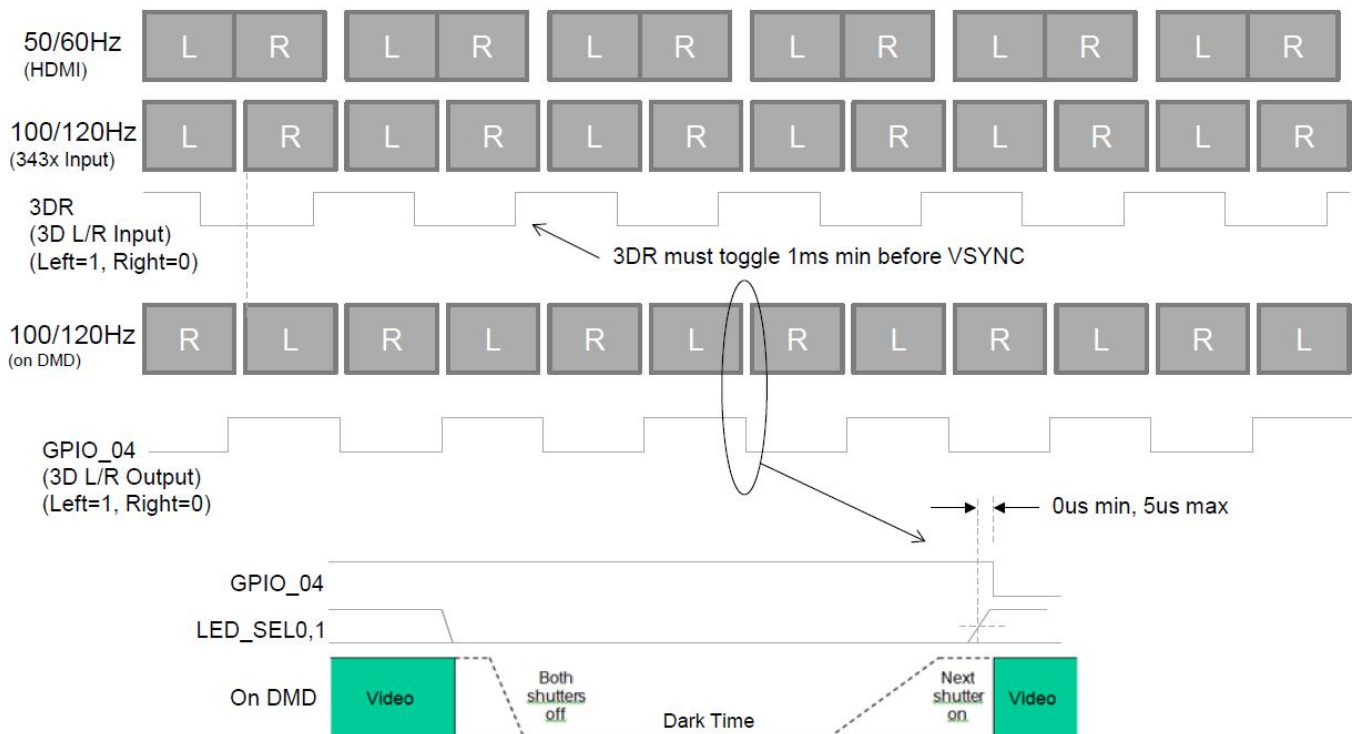 50/60Hz
(HDMI)
L R L R L R L R L R L R
100/120Hz
(343x Input)
L R L R L R L R L R L R
3DR
(3D L/R Input)
(Left=1, Right=0)
3DR must toggle 1ms min before VSYNC
100/120Hz
(on DMD)
R L R L R L R L R L R L
GPIO_04
(3D L/R Output)
(Left=1, Right=0)
0us min, 5us max
GPIO_04
LED_SEL0,1
On DMD
Video
Both
shutters
off
Dark Time
Next
shutter
on
Video